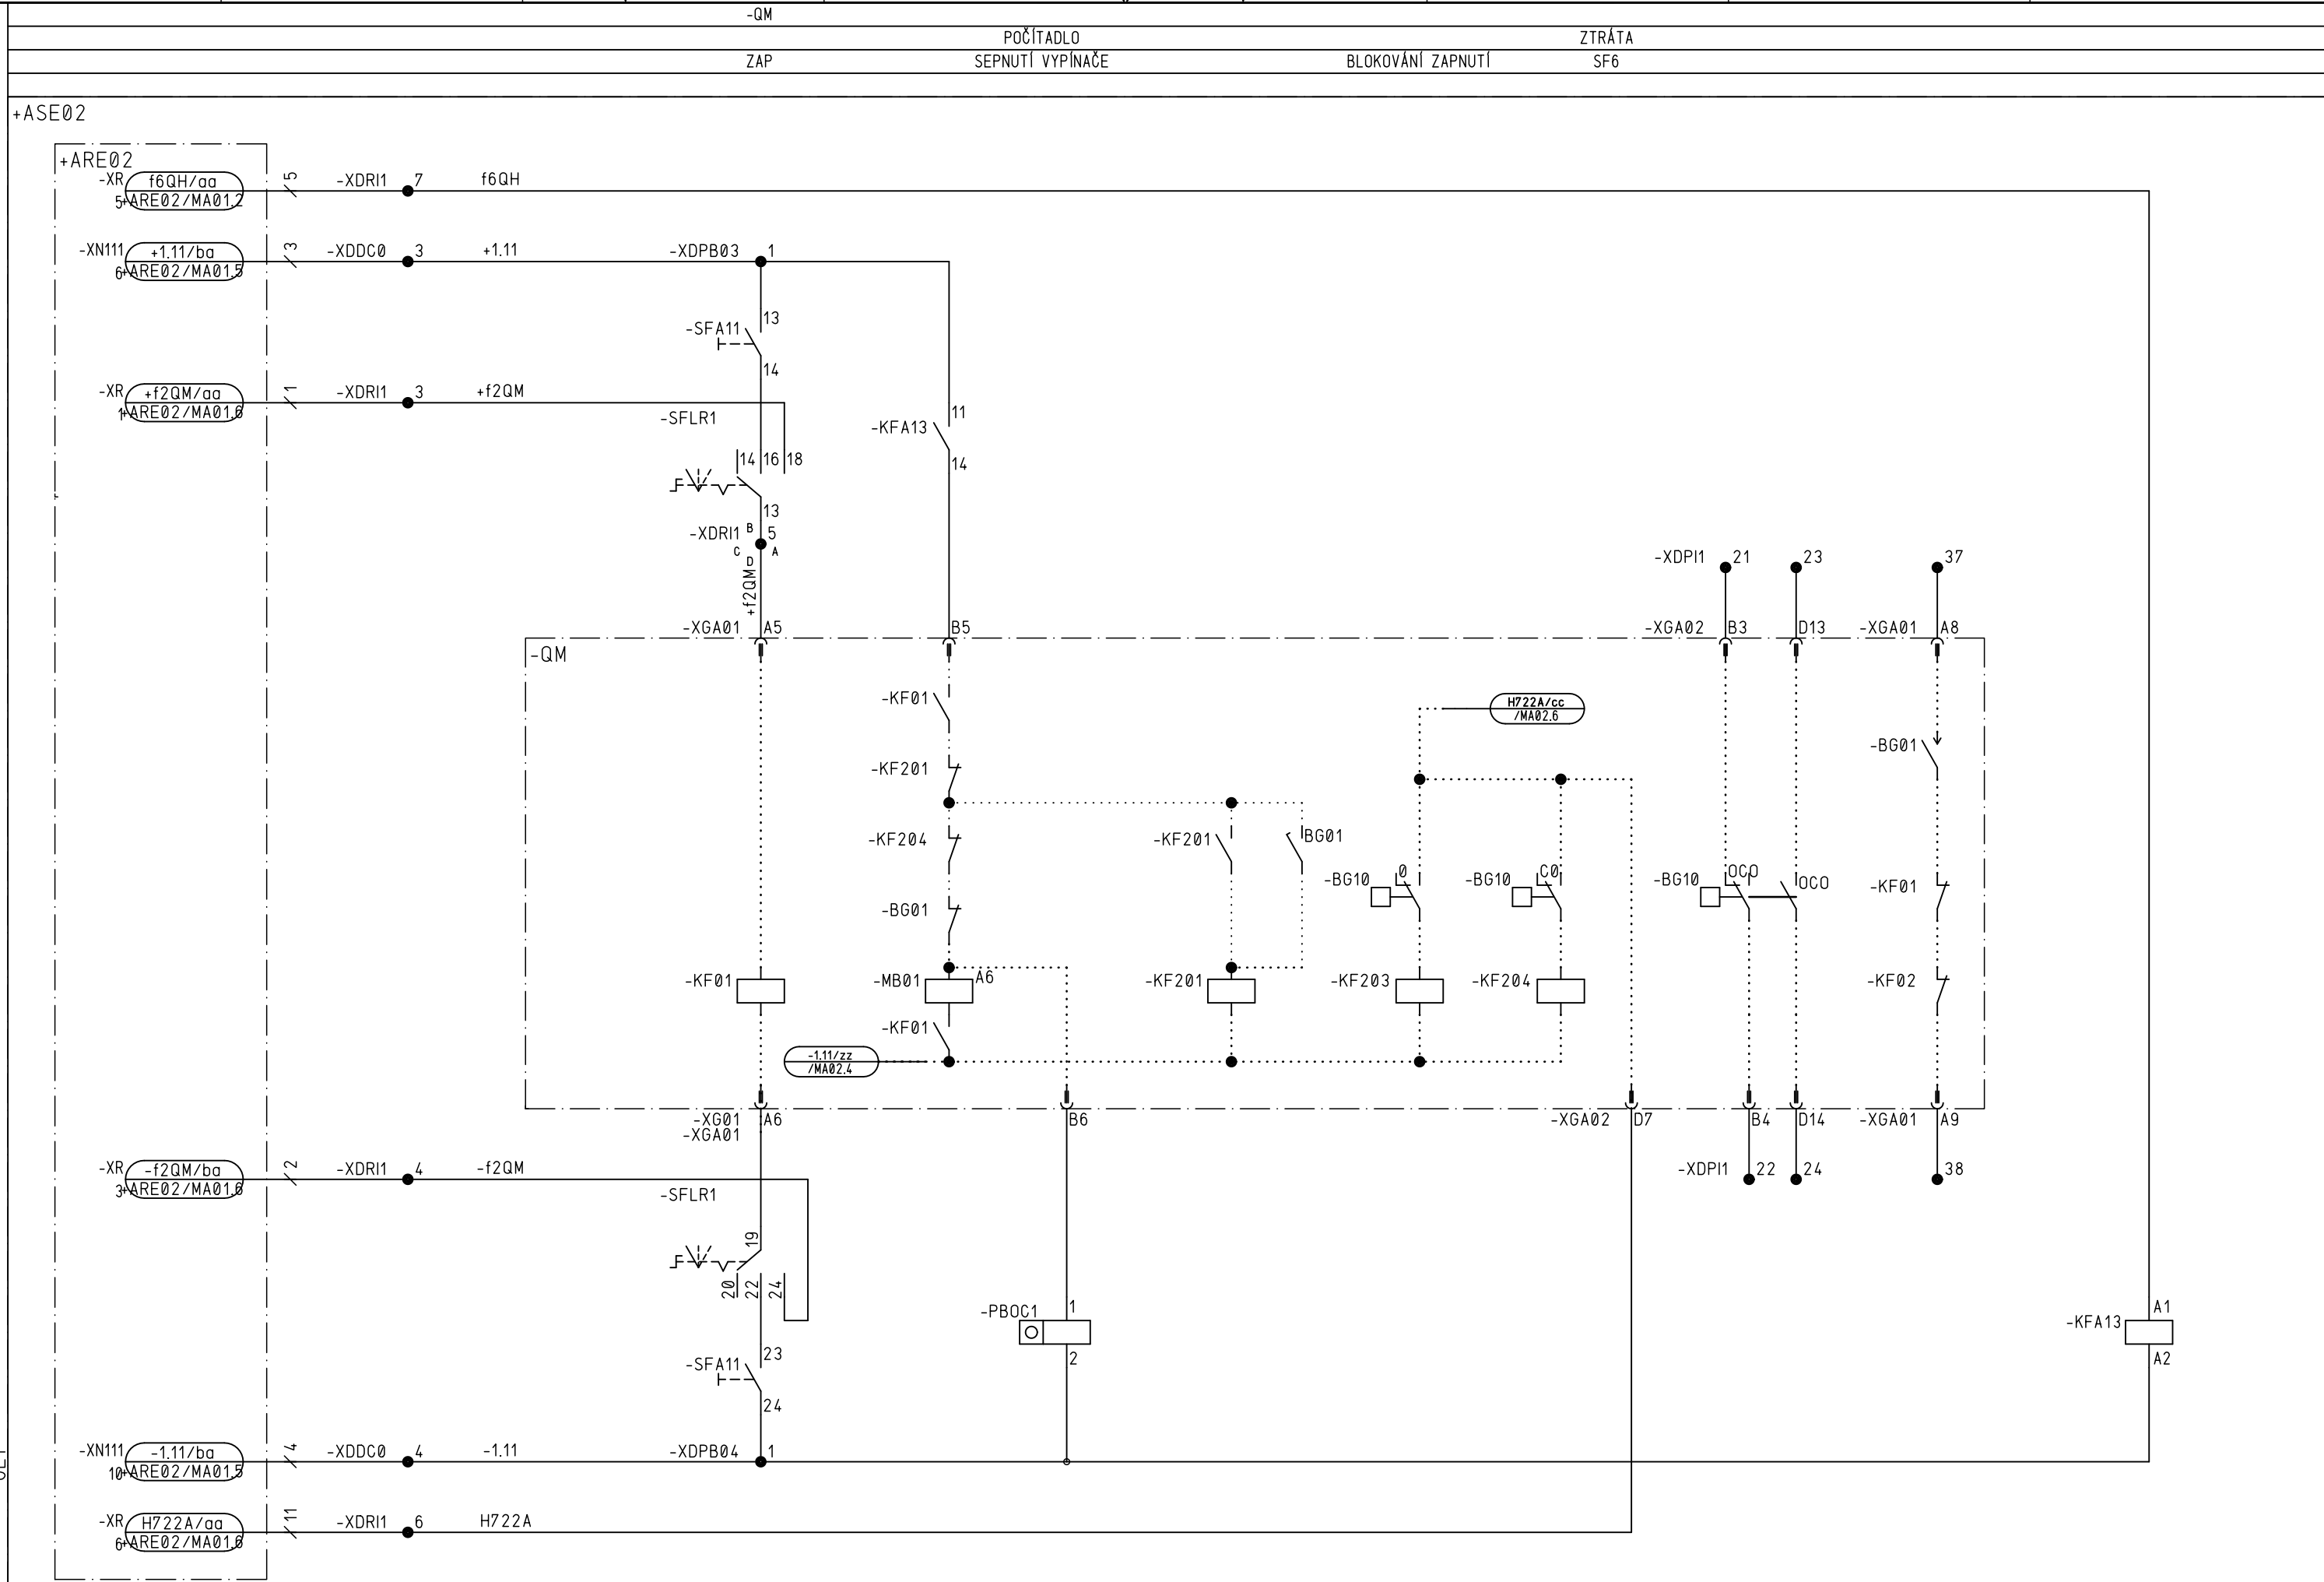 -QM
POČÍTADLO ZTRÁTA
ZAP SEPNUTÍ VYPÍNAČE BLOKOVÁNÍ ZAPNUTÍ SF6
+ASE02
+ARE02
-XR f6QH/aa 5 -XDRI1 7 f6QH
5 +ARE02/MA01.2
-XN111 +1.11/ba 3 -XDDC0 3 +1.11 -XDPB03 1
6 +ARE02/MA01.5
13
-SFA11
14
-XR +f2QM/aa 1 -XDRI1 3 +f2QM
1 +ARE02/MA01.6
-SFLR1 11
-KFA13
14 16 18 14
13
-XDRI1 B 5
C A
D
+f2QM
-XDPI1 21 23 37
-XGA01 A5 B5 -XGA02 B3 D13 -XGA01 A8
-QM
-KF01
H722A/cc
/MA02.6
-BG01
-KF201
-KF204 -KF201 BG01
-BG10 0 -BG10 CO -BG10 OCO OCO -KF01
-BG01
-KF01 -MB01 A6 -KF201 -KF203 -KF204 -KF02
-KF01
-1.11/zz
/MA02.4
-XG01 A6 B6 -XGA02 D7 B4 D14 -XGA01 A9
-XGA01
-XR -f2QM/ba 2 -XDRI1 4 -f2QM -XDPI1 22 24 38
3 +ARE02/MA01.6
-SFLR1
19
20 22 24
-PBOC1 1 A1
-KFA13
23 2 A2
-SFA11
24
-XN111 -1.11/ba 4 -XDDC0 4 -1.11 -XDPB04 1
10 +ARE02/MA01.5
-XR H722A/aa 11 -XDRI1 6 H722A
6 +ARE02/MA01.6